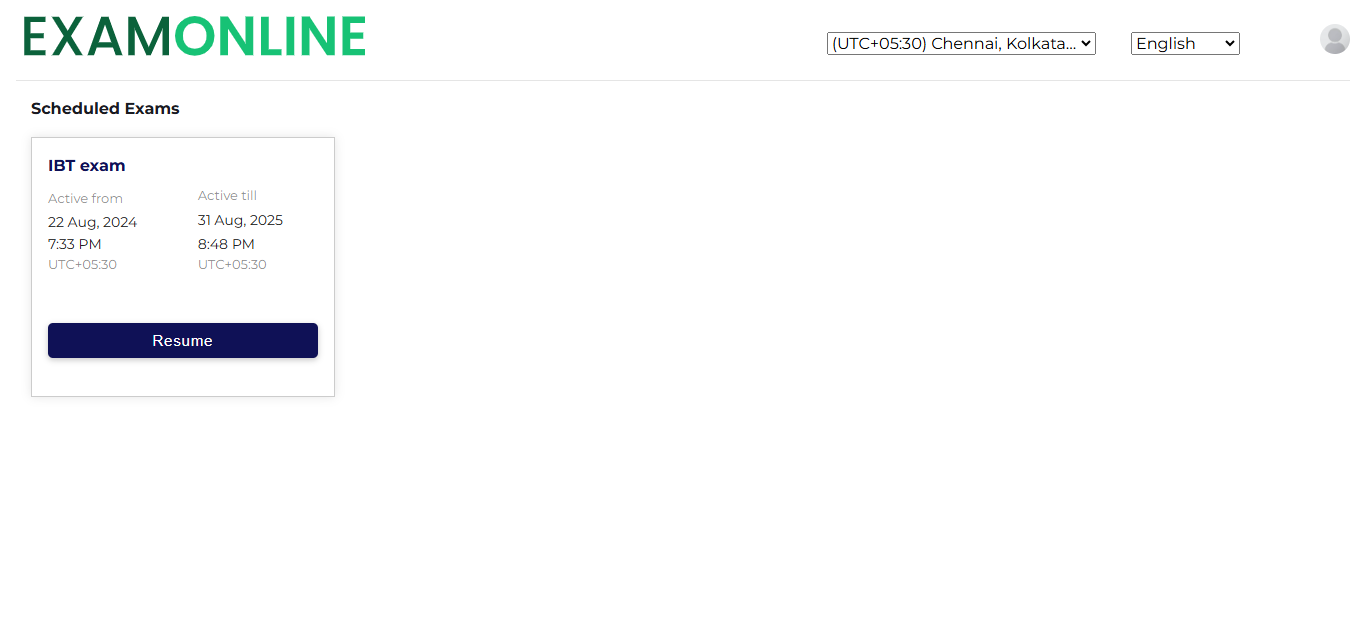 EXAMONLINE
(UTC+05:30) Chennai, Kolkata... English
Scheduled Exams
IBT exam
Active from
22 Aug, 2024
7:33 PM
UTC+05:30
Active till
31 Aug, 2025
8:48 PM
UTC+05:30
Resume